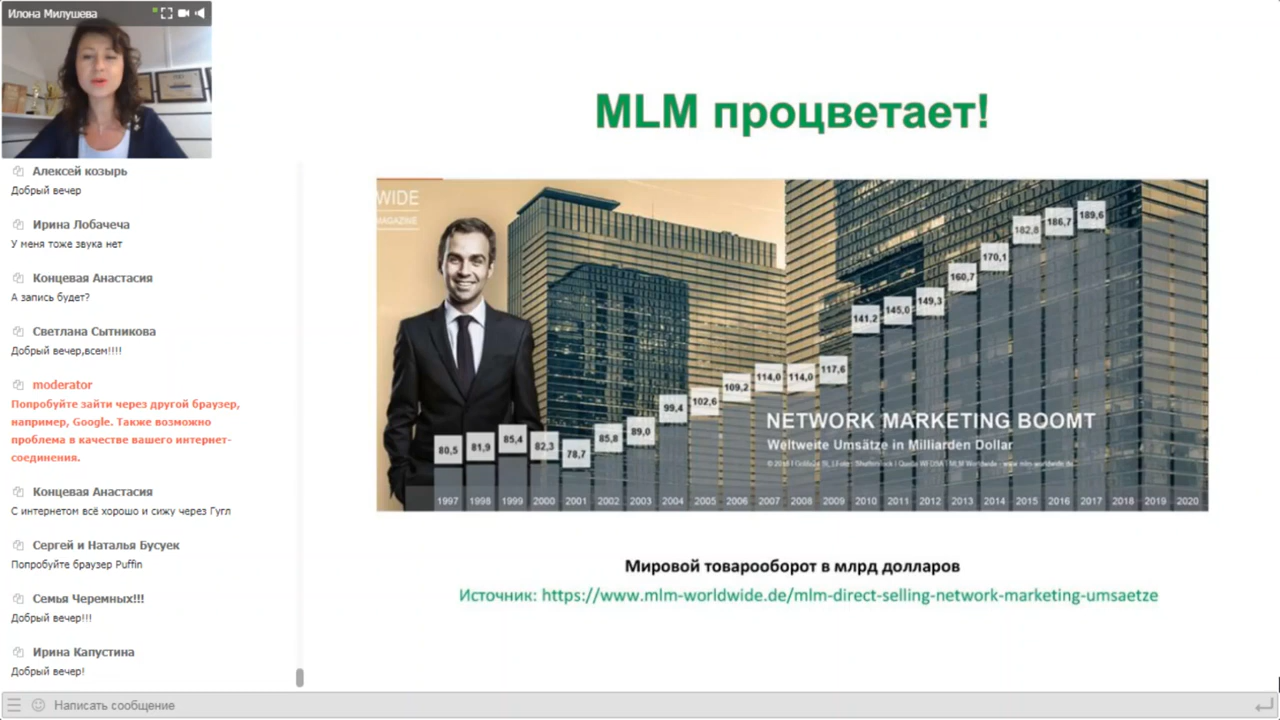 Илона Милушева
Алексей козырь
Добрый вечер
Ирина Лобачеча
У меня тоже звука нет
Концевая Анастасия
А запись будет?
Светлана Сытникова
Добрый вечер,всем!!!!
moderator
Попробуйте зайти через другой браузер,
например, Google. Также возможно
проблема в качестве вашего интернет-
соединения.
Концевая Анастасия
С интернетом всё хорошо и сижу через Гугл
Сергей и Наталья Бусуек
Попробуйте браузер Puffin
Семья Черемных!!!
Добрый вечер!!!
Ирина Капустина
Добрый вечер!
Написать сообщение
MLM процветает!
WIDE
MAGAZINE
80,5 81,9 85,4 82,3 78,7 85,8 89,0 99,4 102,6 109,2 114,0 114,0 117,6 141,2 145,0 149,3 160,7 170,1 182,8 186,7 189,6
NETWORK MARKETING BOOMT
Weltweite Umsätze in Milliarden Dollar
1997 1998 1999 2000 2001 2002 2003 2004 2005 2006 2007 2008 2009 2010 2011 2012 2013 2014 2015 2016 2017 2018 2019 2020
Мировой товарооборот в млрд долларов
Источник: https://www.mlm-worldwide.de/mlm-direct-selling-network-marketing-umsaetze